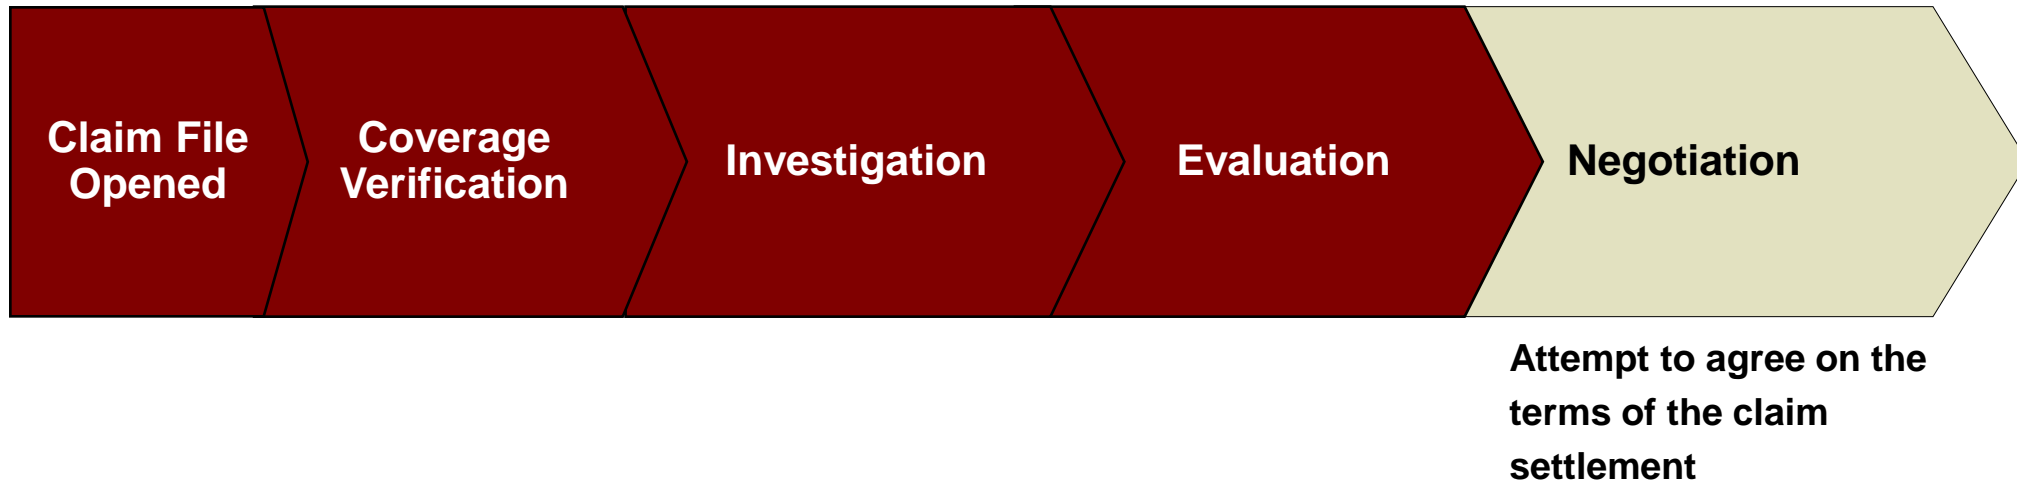 Claim File
Opened
Coverage
Verification
Investigation
Evaluation
Negotiation
Attempt to agree on the
terms of the claim
settlement